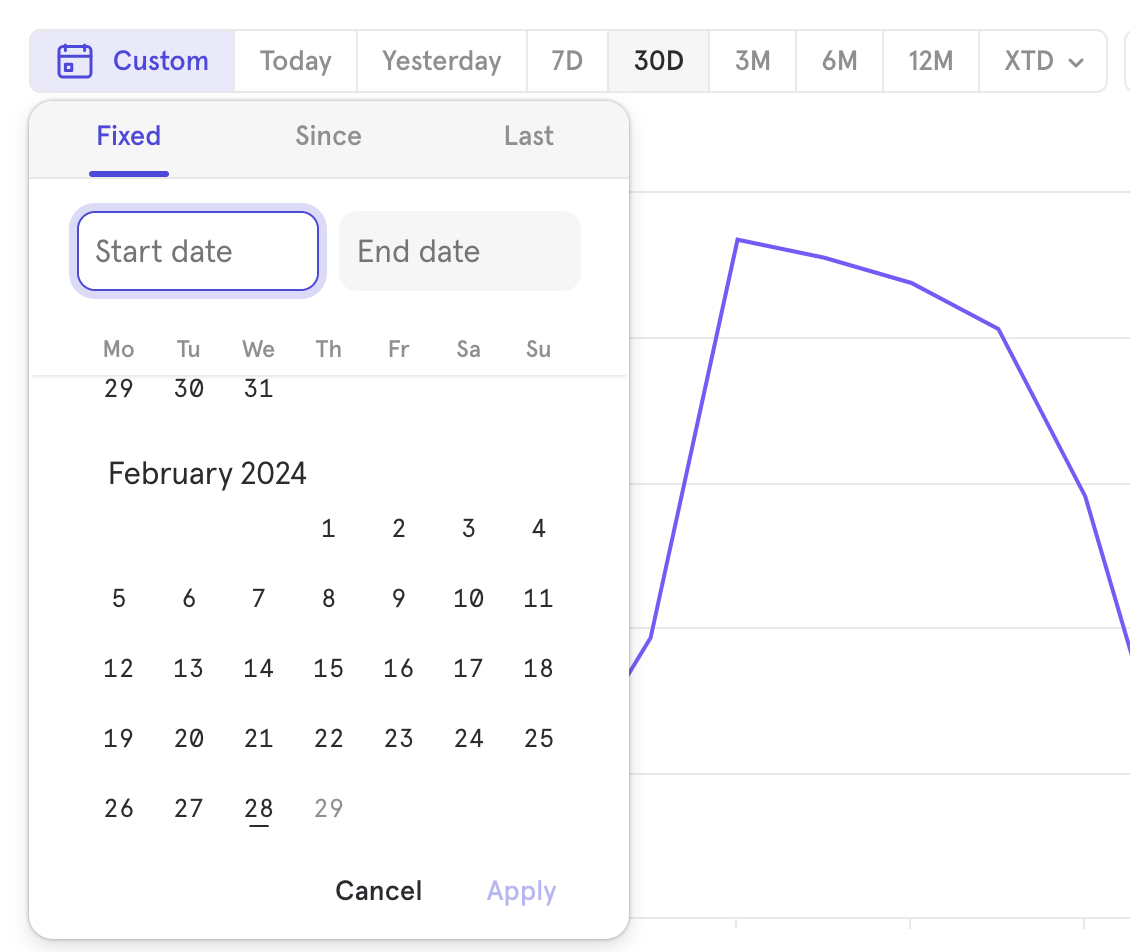 Custom Today Yesterday 7D 30D 3M 6M 12M XTD
Fixed Since Last
Start date End date
Mo Tu We Th Fr Sa Su
29 30 31
February 2024
1 2 3 4
5 6 7 8 9 10 11
12 13 14 15 16 17 18
19 20 21 22 23 24 25
26 27 28 29
Cancel Apply